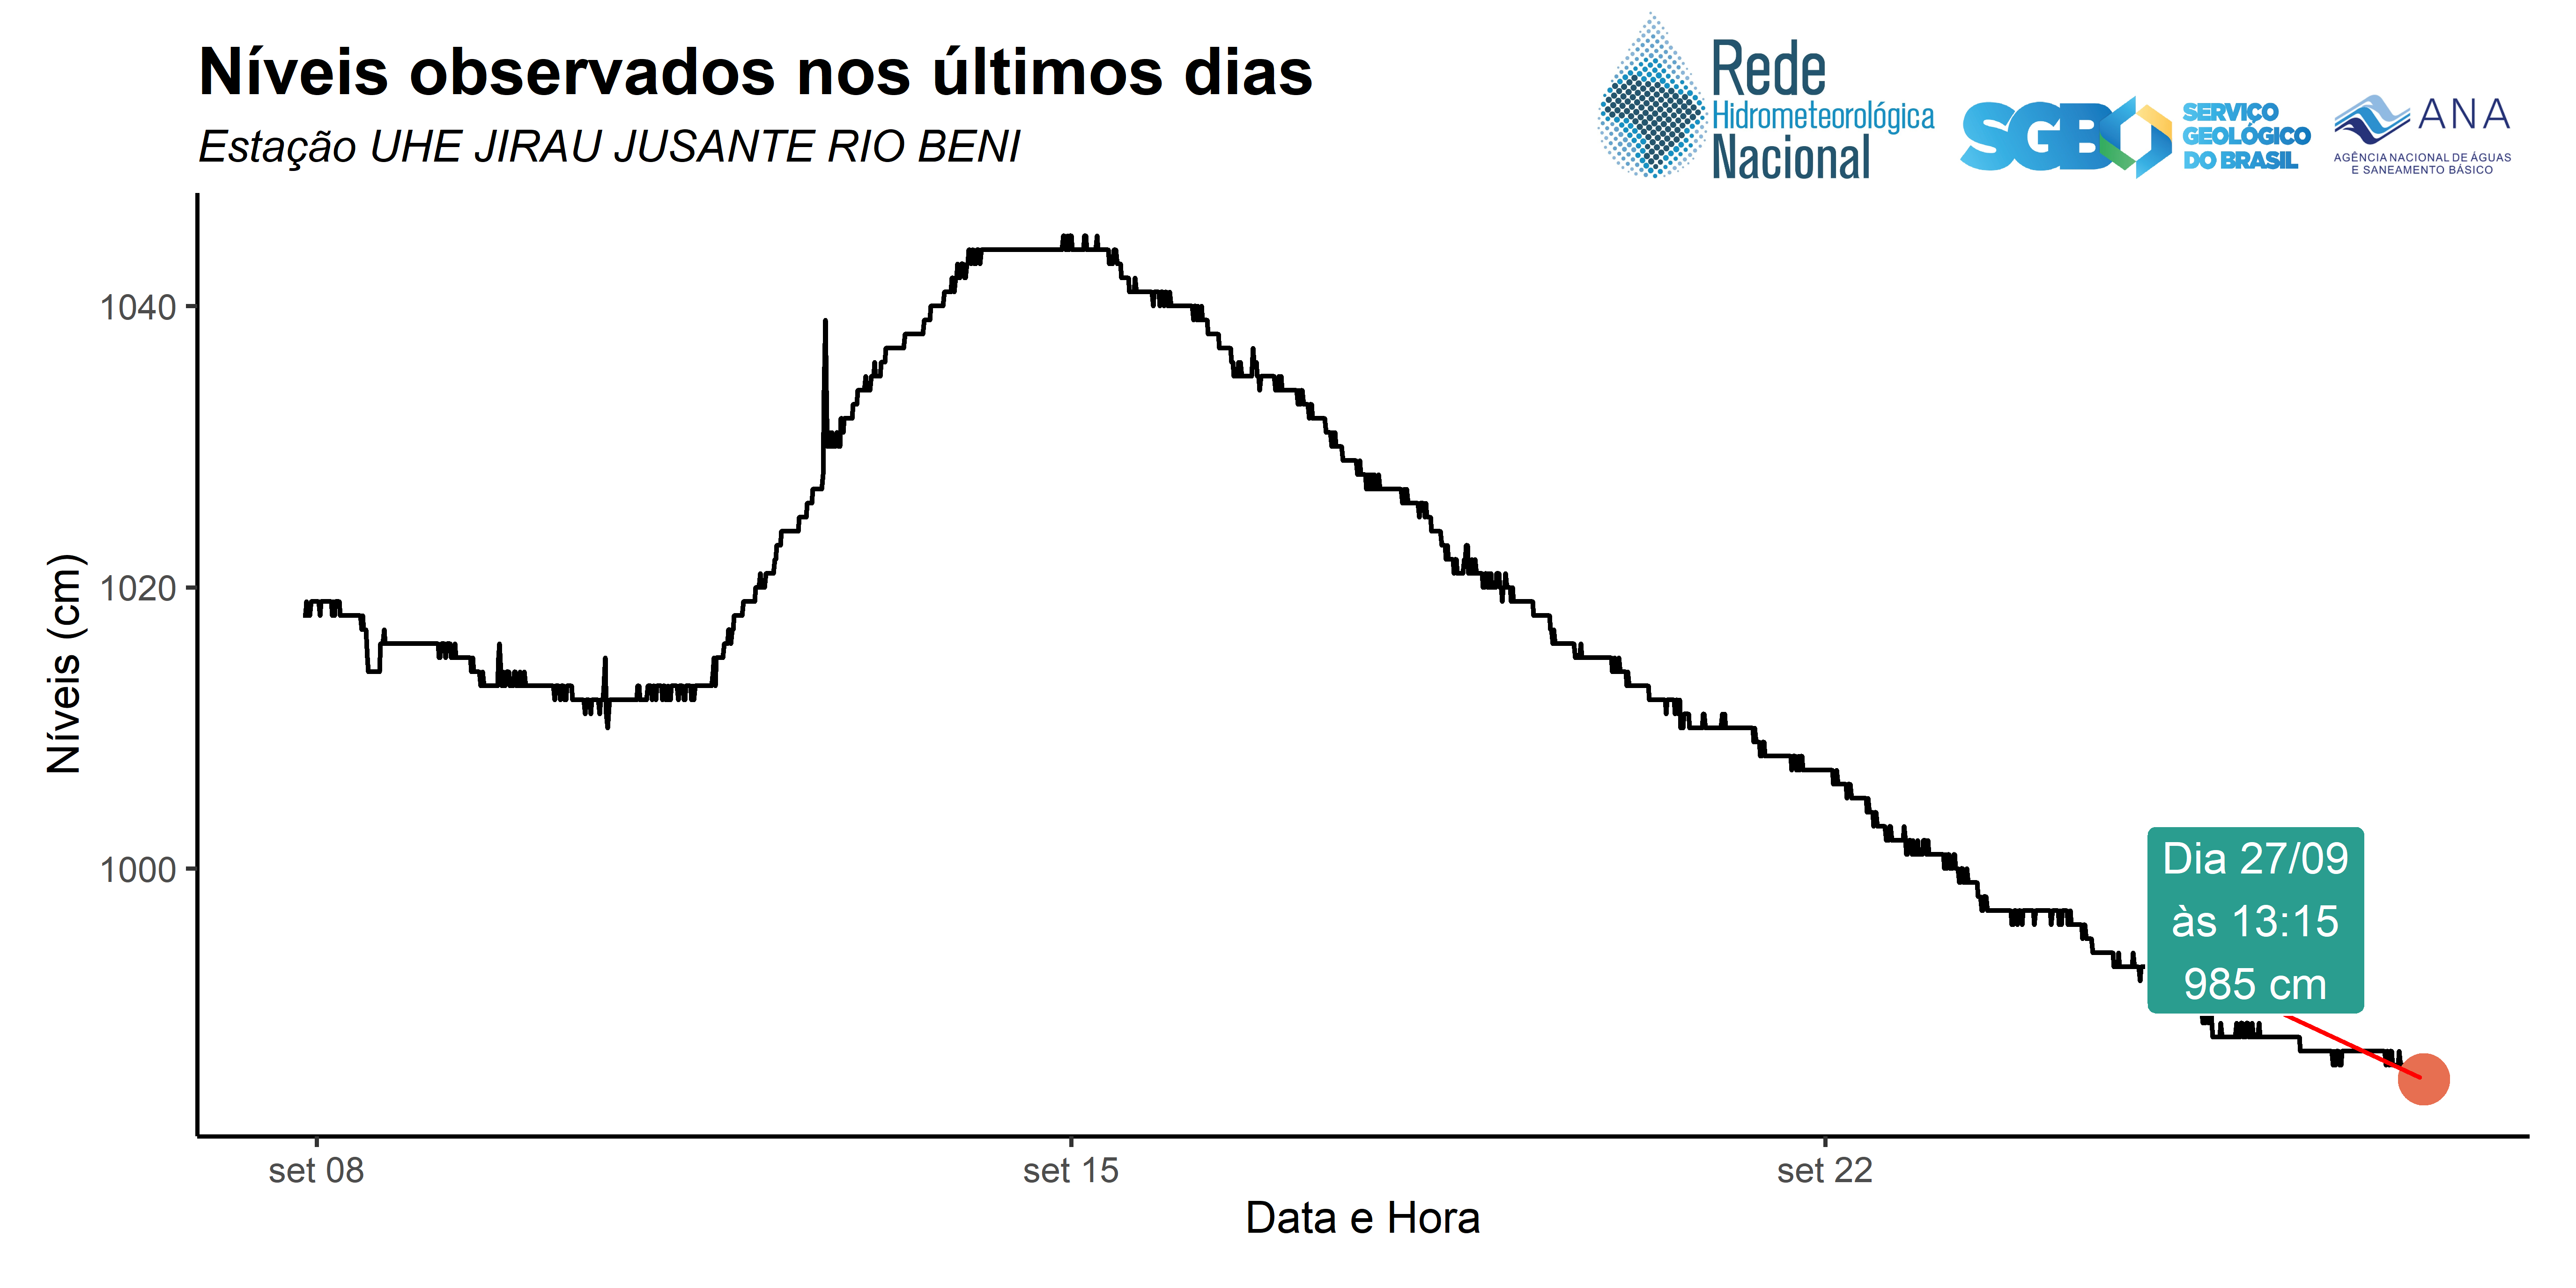 Níveis observados nos últimos dias
Estação UHE JIRAU JUSANTE RIO BENI
Rede
Hidrometeorológica
Nacional
SGB
SERVIÇO
GEOLÓGICO
DO BRASIL
ANA
AGÊNCIA NACIONAL DE ÁGUAS
E SANEAMENTO BÁSICO
Níveis (cm)
1040
1020
1000
Dia 27/09
às 13:15
985 cm
set 08
set 15
set 22
Data e Hora